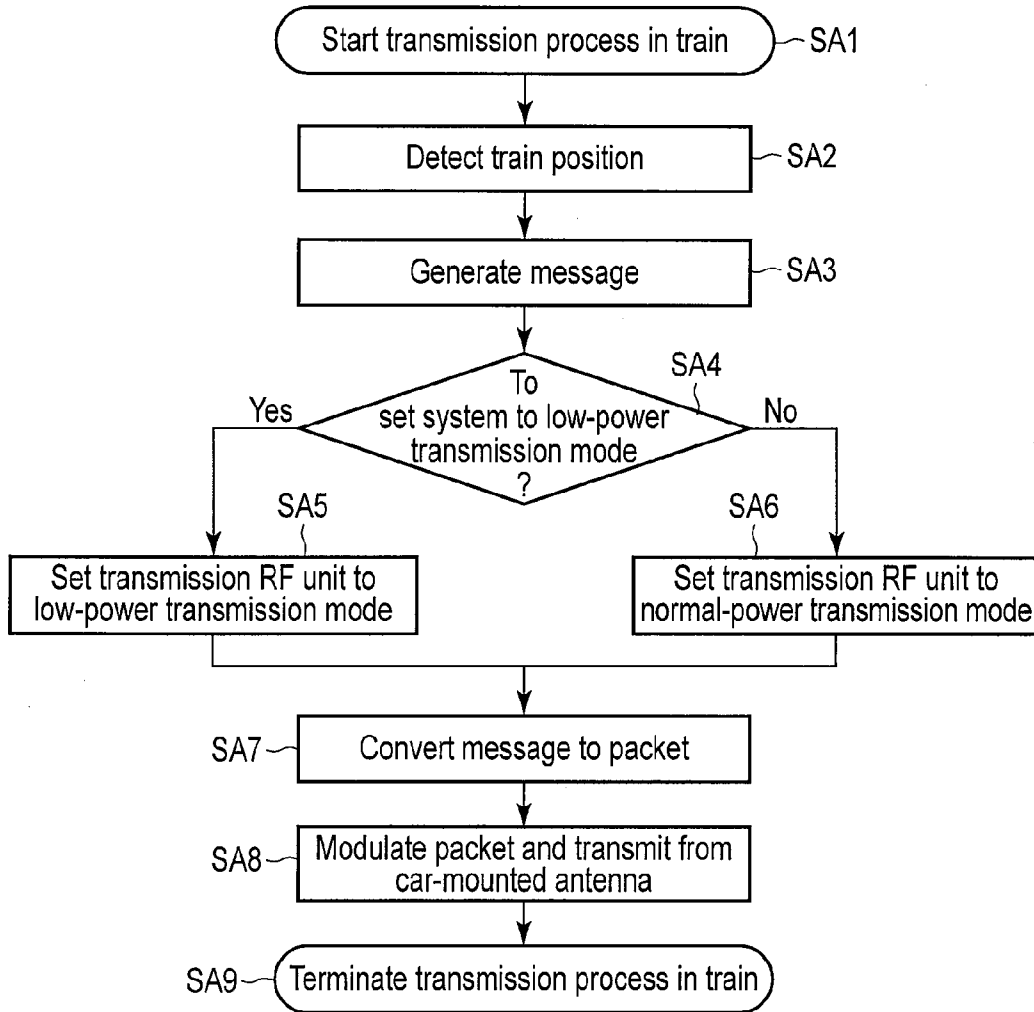 Start transmission process in train
SA1
Detect train position
SA2
Generate message
SA3
To
set system to low-power
transmission mode
?
SA4
Yes
No
SA5
Set transmission RF unit to
low-power transmission mode
SA6
Set transmission RF unit to
normal-power transmission mode
SA7
Convert message to packet
SA8
Modulate packet and transmit from
car-mounted antenna
SA9
Terminate transmission process in train